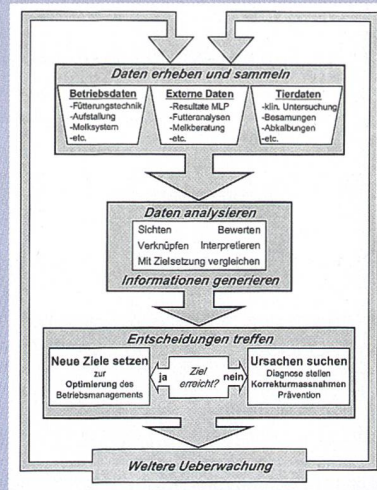 Daten erheben und sammeln
Betriebsdaten
-Fütterungstechnik
-Aufstallung
-Melksystem
-etc.
Externe Daten
-Resultate MLP
-Futteranalysen
-Melkberatung
-etc.
Tierdaten
-klin. Untersuchung
-Besamungen
-Abkalbungen
-etc.
Daten analysieren
Sichten Bewerten
Verknüpfen Interpretieren
Mit Zielsetzung vergleichen
Informationen generieren
Entscheidungen treffen
Neue Ziele setzen
zur
Optimierung des
Betriebsmanagements
ja
Ziel
erreicht?
nein
Ursachen suchen
Diagnose stellen
Korrekturmassnahmen
Prävention
Weitere Ueberwachung